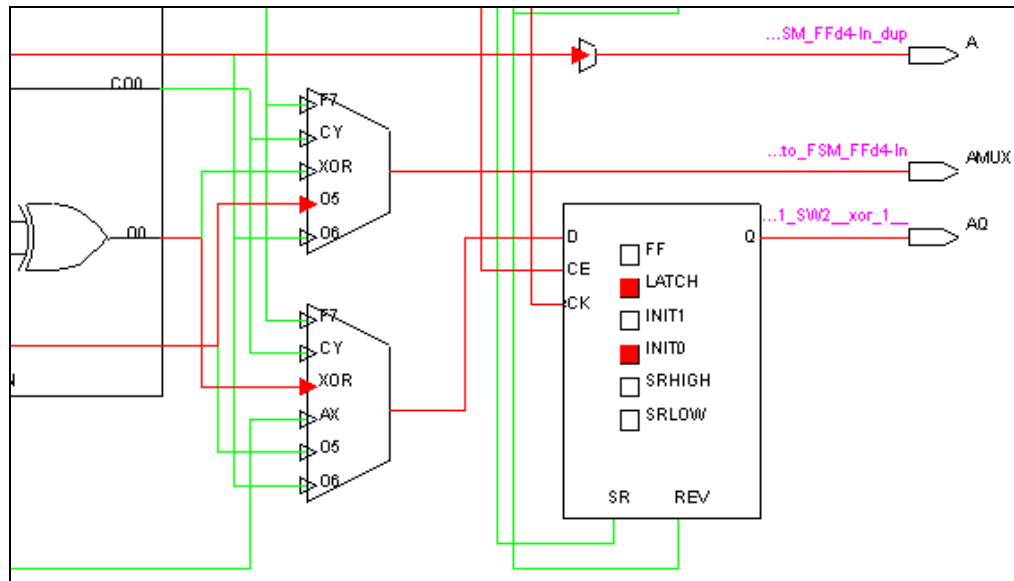 ...SM_FFd4-In_dup
A
CO0
F7
CY
XOR
O5
O6
...to_FSM_FFd4-In
AMUX
O0
...1_SW2__xor_1__
AQ
D
Q
CE
CK
FF
LATCH
INIT1
INIT0
SRHIGH
SRLOW
SR
REV
F7
CY
XOR
AX
O5
O6